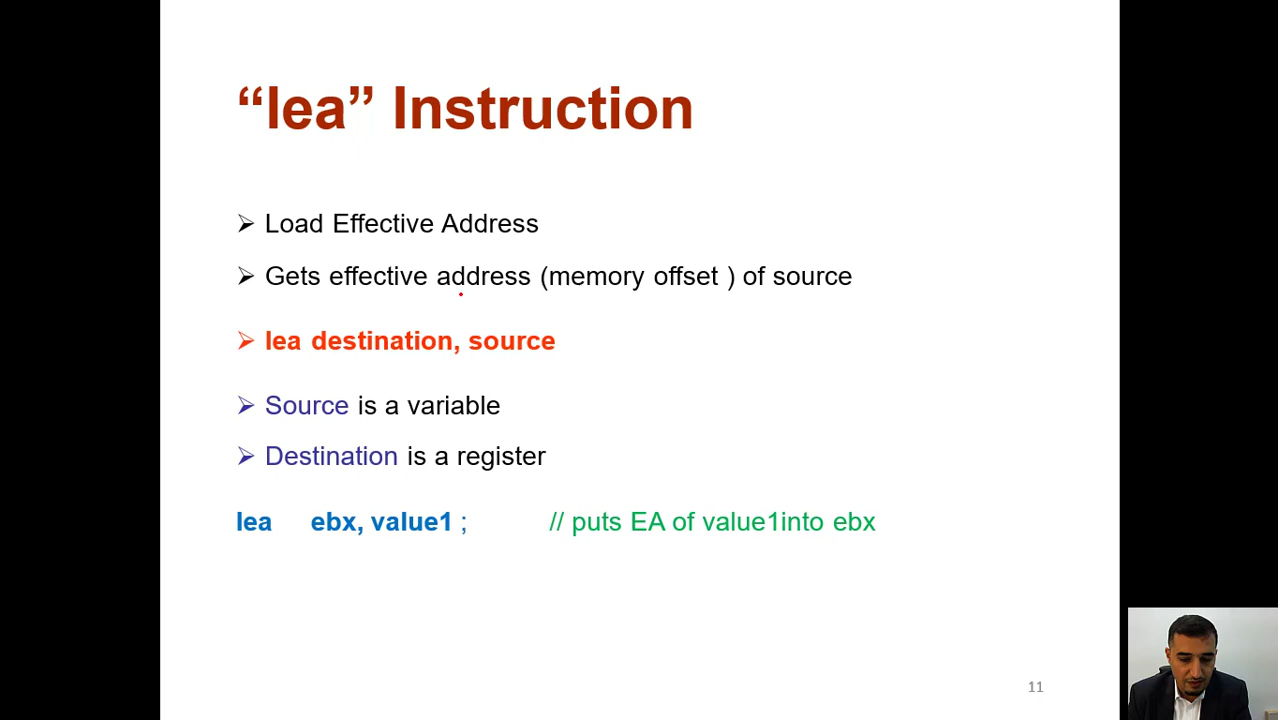 “lea” Instruction
Load Effective Address
Gets effective address (memory offset ) of source
lea destination, source
Source is a variable
Destination is a register
lea ebx, value1 ; // puts EA of value1into ebx
11